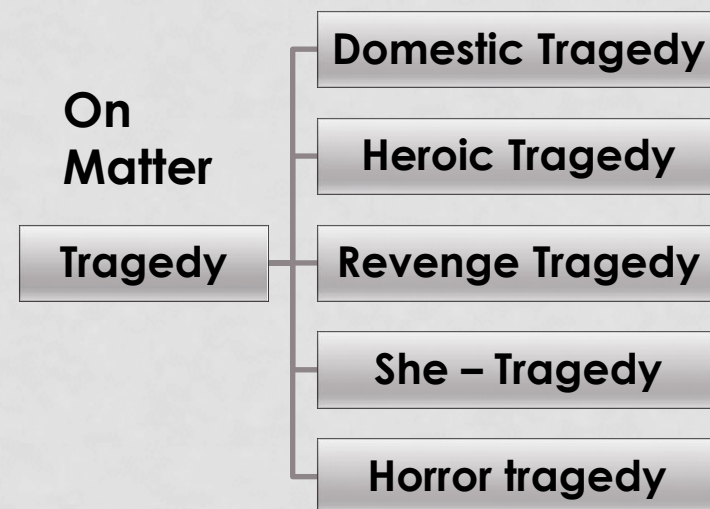 On
Matter
Tragedy
Domestic Tragedy
Heroic Tragedy
Revenge Tragedy
She – Tragedy
Horror tragedy